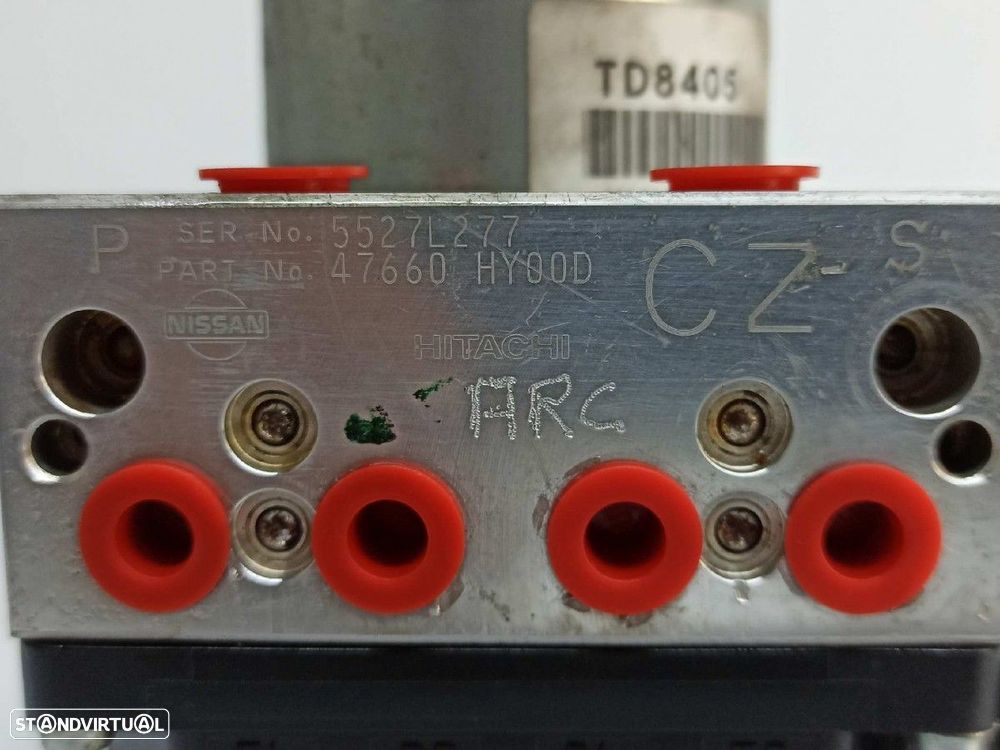 TD8405
P SER No. 5527L277
PART No. 47660 HY00D
CZ
S
NISSAN
HITACHI
ARC
STANDVIRTUAL